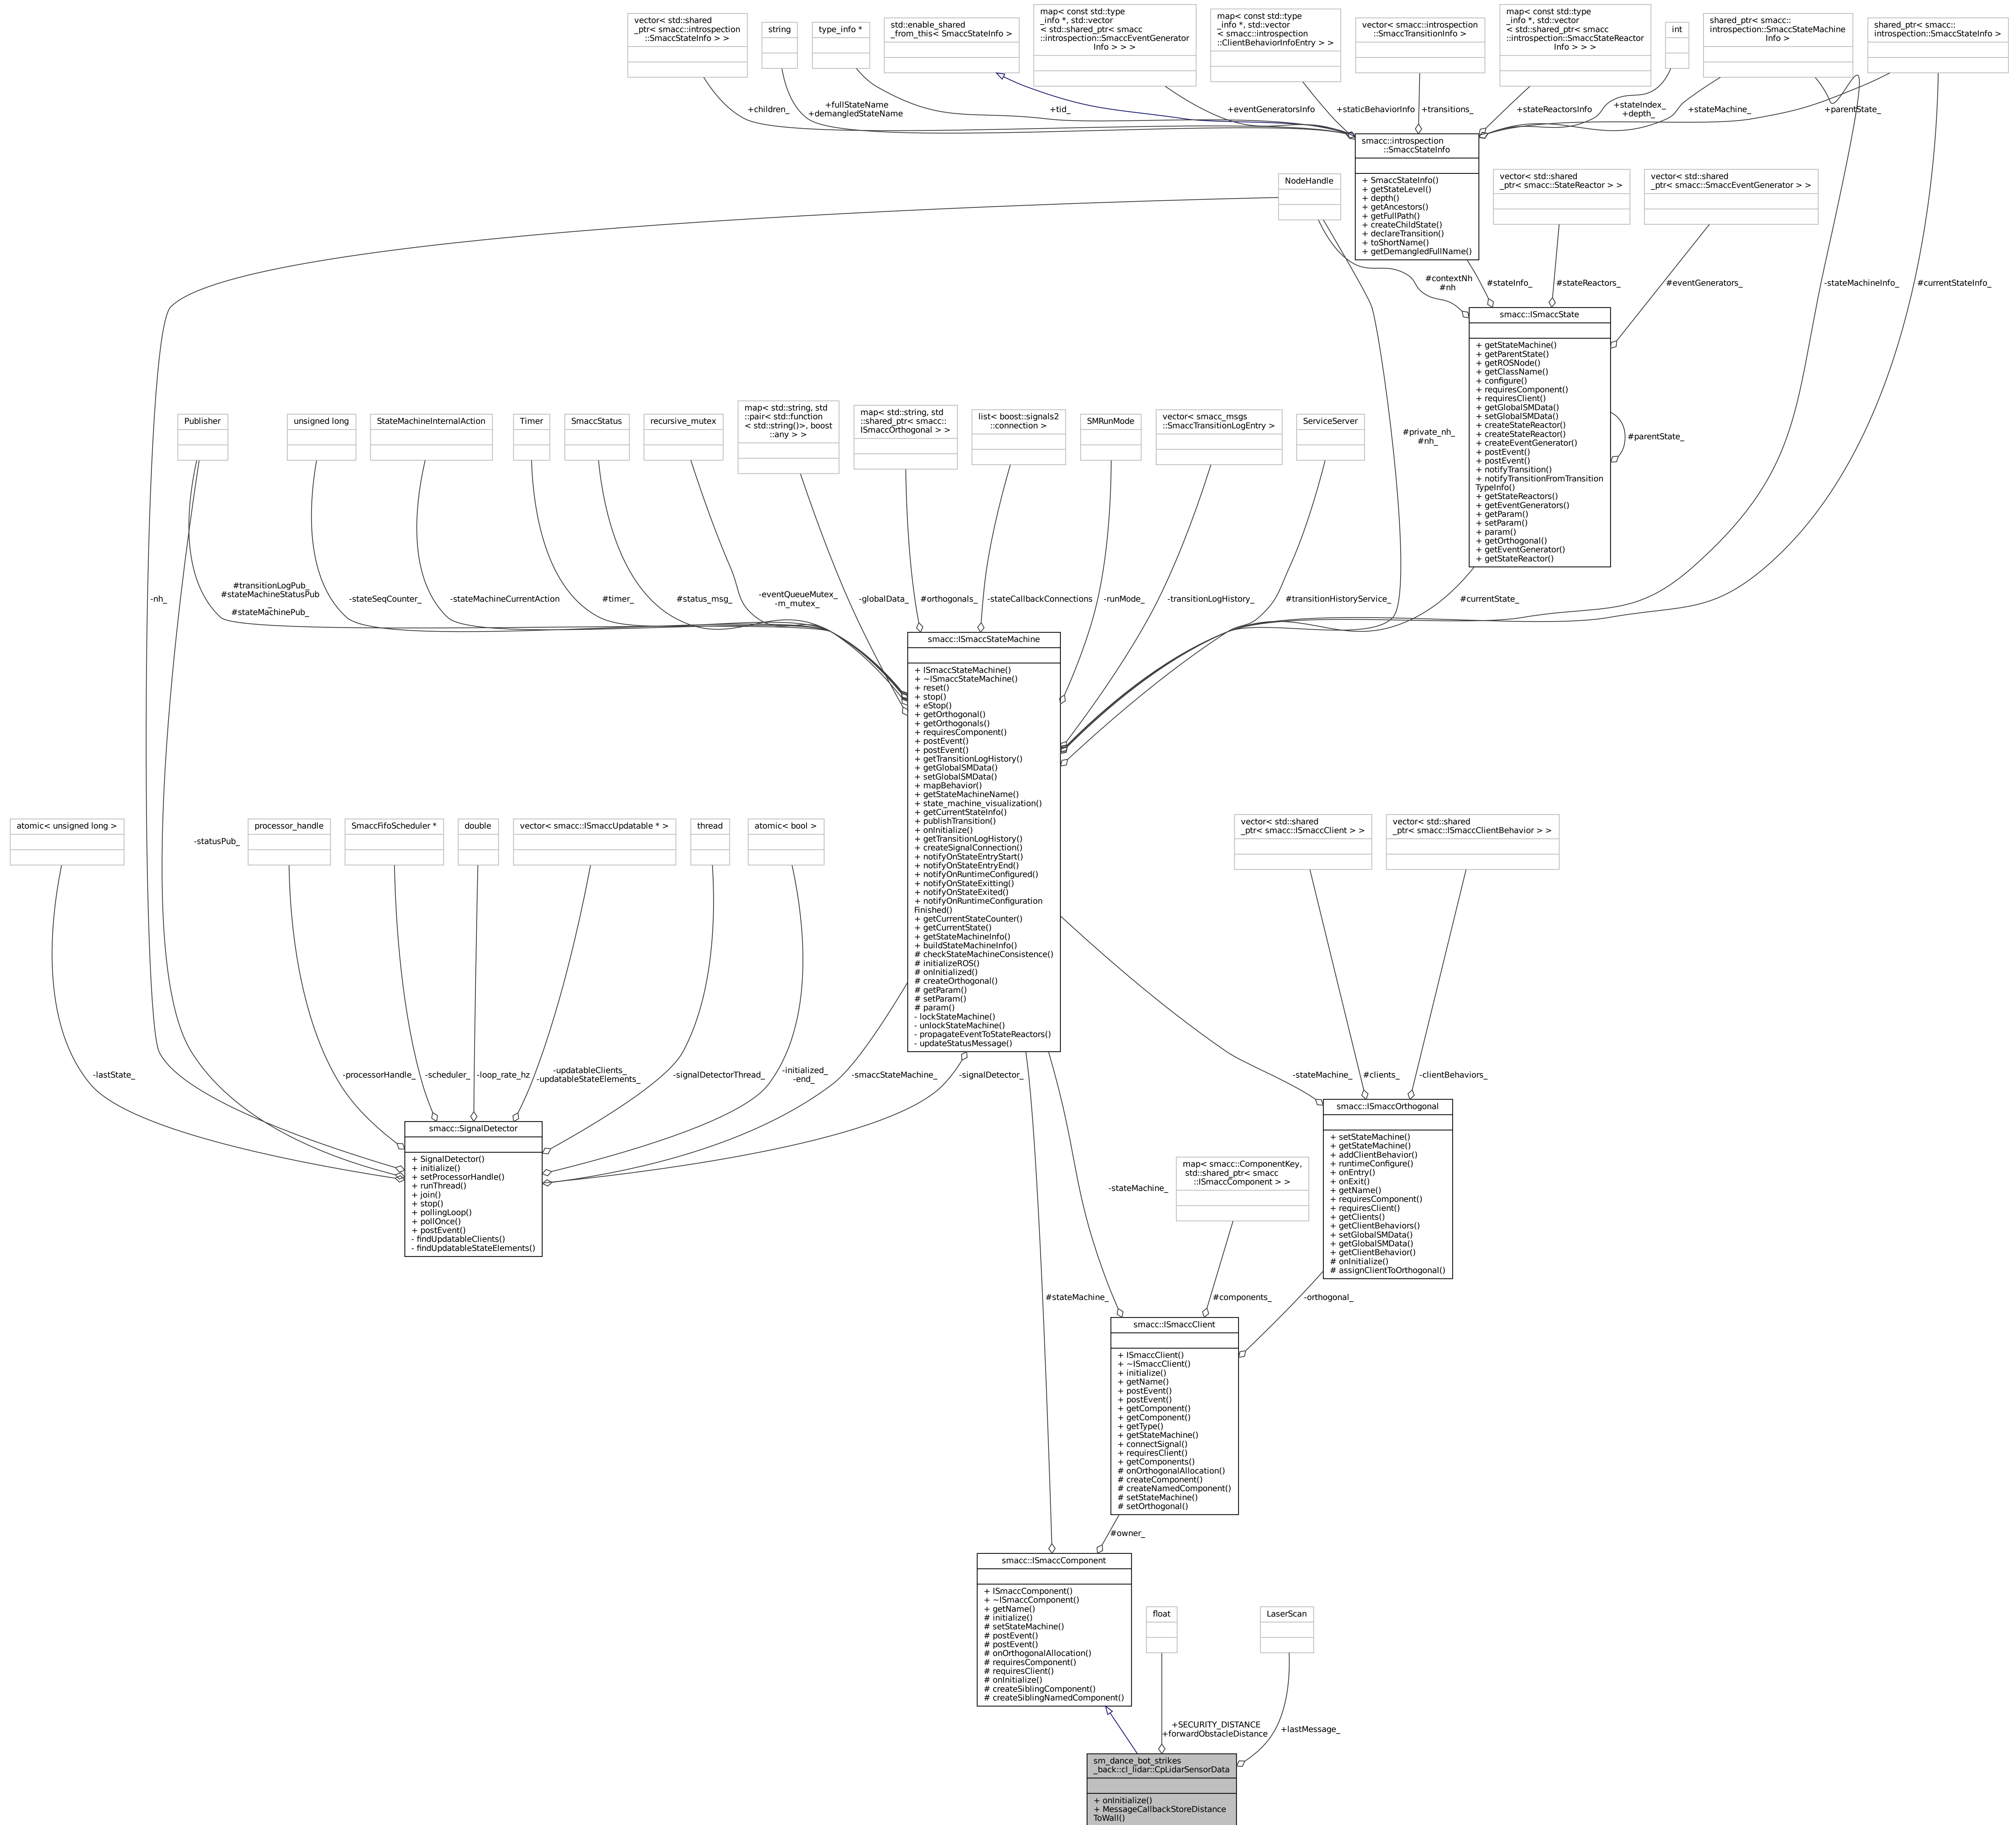 vector< std::shared
_ptr< smacc::introspection
::SmaccStateInfo > >
string
type_info *
std::enable_shared
_from_this< SmaccStateInfo >
map< const std::type
_info *, std::vector
< std::shared_ptr< smacc
::introspection::SmaccEventGenerator
Info > > >
map< const std::type
_info *, std::vector
< smacc::introspection
::ClientBehaviorInfoEntry > >
vector< smacc::introspection
::SmaccTransitionInfo >
map< const std::type
_info *, std::vector
< std::shared_ptr< smacc
::introspection::SmaccStateReactor
Info > > >
int
shared_ptr< smacc::
introspection::SmaccStateMachine
Info >
shared_ptr< smacc::
introspection::SmaccStateInfo >
+children_
+fullStateName
+demangledStateName
+tid_
+eventGeneratorsInfo
+staticBehaviorInfo
+transitions_
+stateReactorsInfo
+stateIndex_
+depth_
+stateMachine_
+parentState_
smacc::introspection
::SmaccStateInfo
+ SmaccStateInfo()
+ getStateLevel()
+ depth()
+ getAncestors()
+ getFullPath()
+ createChildState()
+ declareTransition()
+ toShortName()
+ getDemangledFullName()
NodeHandle
vector< std::shared
_ptr< smacc::StateReactor > >
vector< std::shared
_ptr< smacc::SmaccEventGenerator > >
#contextNh
#nh
#stateInfo_
#stateReactors_
#eventGenerators_
-stateMachineInfo_
#currentStateInfo_
smacc::ISmaccState
+ getStateMachine()
+ getParentState()
+ getROSNode()
+ getClassName()
+ configure()
+ requiresComponent()
+ requiresClient()
+ getGlobalSMData()
+ setGlobalSMData()
+ createStateReactor()
+ createStateReactor()
+ createEventGenerator()
+ postEvent()
+ postEvent()
+ notifyTransition()
+ notifyTransitionFromTransition
TypeInfo()
+ getStateReactors()
+ getEventGenerators()
+ getParam()
+ setParam()
+ param()
+ getOrthogonal()
+ getEventGenerator()
+ getStateReactor()
#parentState_
Publisher
unsigned long
StateMachineInternalAction
Timer
SmaccStatus
recursive_mutex
map< std::string, std
::pair< std::function
< std::string()>, boost
::any > >
map< std::string, std
::shared_ptr< smacc::
ISmaccOrthogonal > >
list< boost::signals2
::connection >
SMRunMode
vector< smacc_msgs
::SmaccTransitionLogEntry >
ServiceServer
#private_nh_
#nh_
-nh_
#transitionLogPub_
#stateMachineStatusPub
_
#stateMachinePub_
-stateSeqCounter_
-stateMachineCurrentAction
#timer_
#status_msg_
-eventQueueMutex_
-m_mutex_
-globalData_
#orthogonals_
-stateCallbackConnections
-runMode_
-transitionLogHistory_
#transitionHistoryService_
#currentState_
smacc::ISmaccStateMachine
+ ISmaccStateMachine()
+ ~ISmaccStateMachine()
+ reset()
+ stop()
+ eStop()
+ getOrthogonal()
+ getOrthogonals()
+ requiresComponent()
+ postEvent()
+ postEvent()
+ getTransitionLogHistory()
+ getGlobalSMData()
+ setGlobalSMData()
+ mapBehavior()
+ getStateMachineName()
+ state_machine_visualization()
+ getCurrentStateInfo()
+ publishTransition()
+ onInitialize()
+ getTransitionLogHistory()
+ createSignalConnection()
+ notifyOnStateEntryStart()
+ notifyOnStateEntryEnd()
+ notifyOnRuntimeConfigured()
+ notifyOnStateExitting()
+ notifyOnStateExited()
+ notifyOnRuntimeConfiguration
Finished()
+ getCurrentStateCounter()
+ getCurrentState()
+ getStateMachineInfo()
+ buildStateMachineInfo()
# checkStateMachineConsistence()
# initializeROS()
# onInitialized()
# createOrthogonal()
# getParam()
# setParam()
# param()
- lockStateMachine()
- unlockStateMachine()
- propagateEventToStateReactors()
- updateStatusMessage()
atomic< unsigned long >
processor_handle
SmaccFifoScheduler *
double
vector< smacc::ISmaccUpdatable * >
thread
atomic< bool >
-statusPub_
vector< std::shared
_ptr< smacc::ISmaccClient > >
vector< std::shared
_ptr< smacc::ISmaccClientBehavior > >
-lastState_
-processorHandle_
-scheduler_
-loop_rate_hz
-updatableClients_
-updatableStateElements_
-signalDetectorThread_
-initialized_
-end_
-smaccStateMachine_
-signalDetector_
-stateMachine_
#clients_
-clientBehaviors_
smacc::SignalDetector
+ SignalDetector()
+ initialize()
+ setProcessorHandle()
+ runThread()
+ join()
+ stop()
+ pollingLoop()
+ pollOnce()
+ postEvent()
- findUpdatableClients()
- findUpdatableStateElements()
smacc::ISmaccOrthogonal
+ setStateMachine()
+ getStateMachine()
+ addClientBehavior()
+ runtimeConfigure()
+ onEntry()
+ onExit()
+ getName()
+ requiresComponent()
+ requiresClient()
+ getClients()
+ getClientBehaviors()
+ setGlobalSMData()
+ getGlobalSMData()
+ getClientBehavior()
# onInitialize()
# assignClientToOrthogonal()
map< smacc::ComponentKey,
std::shared_ptr< smacc
::ISmaccComponent > >
-stateMachine_
#stateMachine_
#components_
-orthogonal_
smacc::ISmaccClient
+ ISmaccClient()
+ ~ISmaccClient()
+ initialize()
+ getName()
+ postEvent()
+ postEvent()
+ getComponent()
+ getComponent()
+ getType()
+ getStateMachine()
+ connectSignal()
+ requiresClient()
+ getComponents()
# onOrthogonalAllocation()
# createComponent()
# createNamedComponent()
# setStateMachine()
# setOrthogonal()
#owner_
smacc::ISmaccComponent
+ ISmaccComponent()
+ ~ISmaccComponent()
+ getName()
# initialize()
# setStateMachine()
# postEvent()
# postEvent()
# onOrthogonalAllocation()
# requiresComponent()
# requiresClient()
# onInitialize()
# createSiblingComponent()
# createSiblingNamedComponent()
float
LaserScan
+SECURITY_DISTANCE
+forwardObstacleDistance
+lastMessage_
sm_dance_bot_strikes
_back::cl_lidar::CpLidarSensorData
+ onInitialize()
+ MessageCallbackStoreDistance
ToWall()